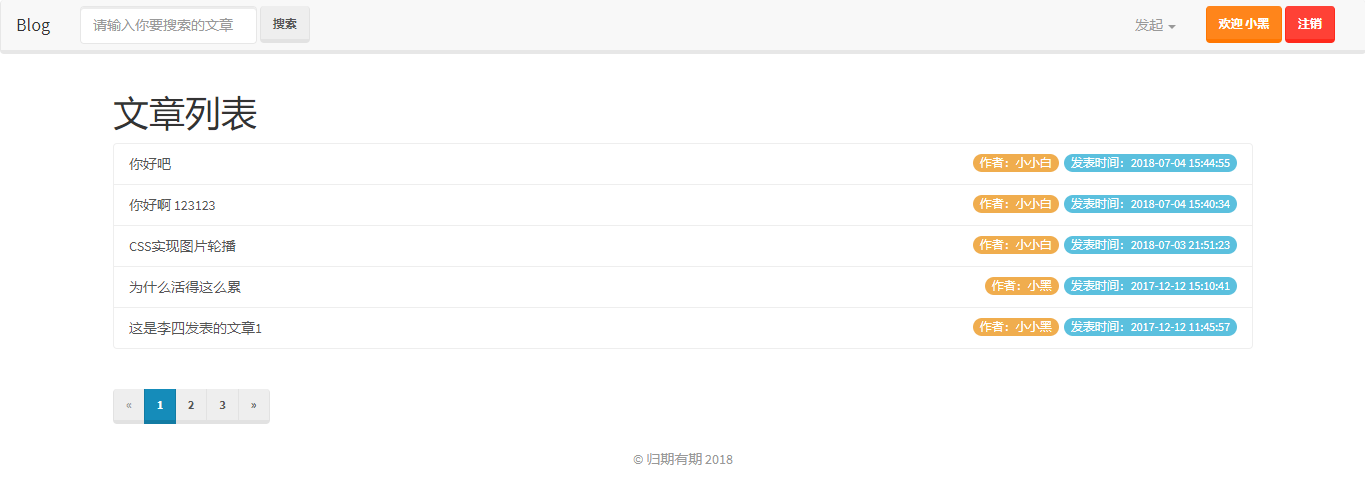 Blog 请输入你要搜索的文章 搜索 发起 欢迎 小黑 注销
文章列表
你好吧 作者：小小白 发表时间：2018-07-04 15:44:55
你好啊 123123 作者：小小白 发表时间：2018-07-04 15:40:34
CSS实现图片轮播 作者：小小白 发表时间：2018-07-03 21:51:23
为什么活得这么累 作者：小黑 发表时间：2017-12-12 15:10:41
这是李四发表的文章1 作者：小小黑 发表时间：2017-12-12 11:45:57
« 1 2 3 »
© 归期有期 2018